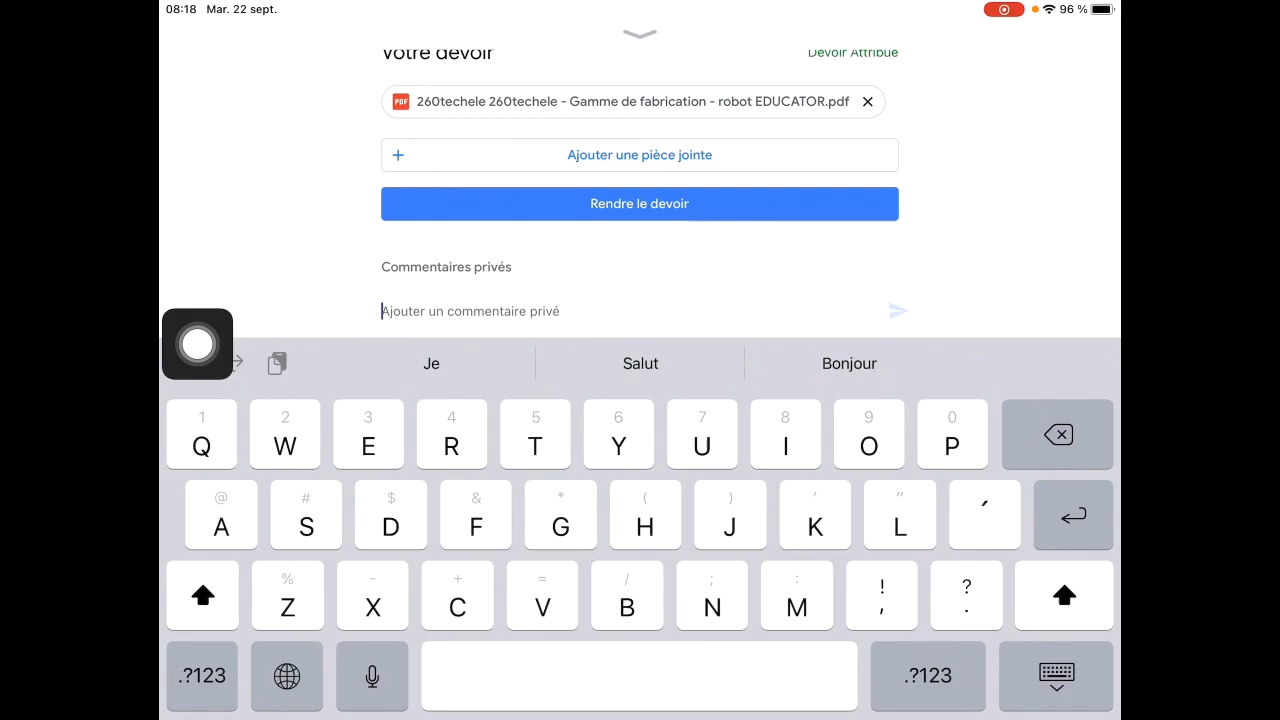 08:18 Mar. 22 sept. 96 %
Votre devoir Devoir Attribué
PDF 260techele 260techele - Gamme de fabrication - robot EDUCATOR.pdf
+ Ajouter une pièce jointe
Rendre le devoir
Commentaires privés
Ajouter un commentaire privé
Je Salut Bonjour
1 2 3 4 5 6 7 8 9 0
Q W E R T Y U I O P
@ # $ & * ( ) ' "
A S D F G H J K L ´
% - + = / ; : ! ?
Z X C V B N M , .
.?123 .?123